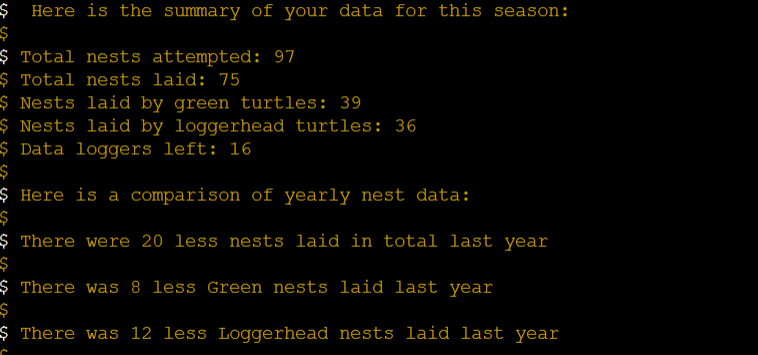 $  Here is the summary of your data for this season:
$
$ Total nests attempted: 97
$ Total nests laid: 75
$ Nests laid by green turtles: 39
$ Nests laid by loggerhead turtles: 36
$ Data loggers left: 16
$
$ Here is a comparison of yearly nest data:
$
$ There were 20 less nests laid in total last year
$
$ There was 8 less Green nests laid last year
$
$ There was 12 less Loggerhead nests laid last year
$